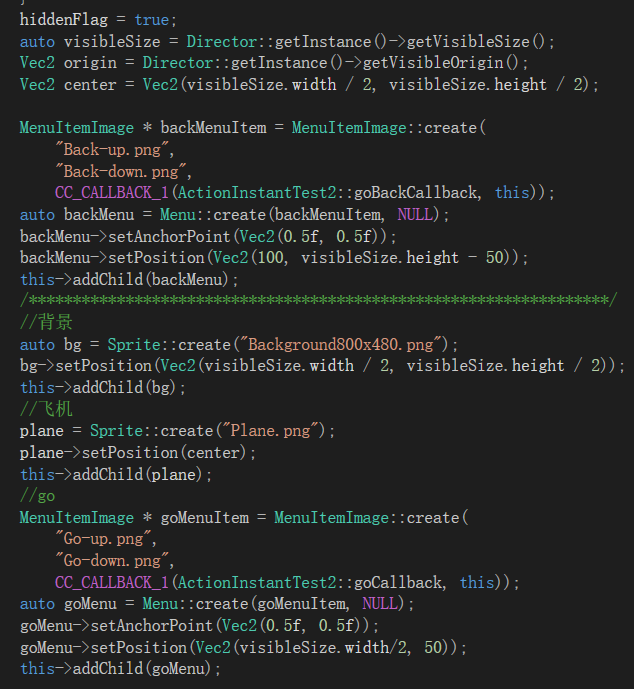 }
hiddenFlag = true;
auto visibleSize = Director::getInstance()->getVisibleSize();
Vec2 origin = Director::getInstance()->getVisibleOrigin();
Vec2 center = Vec2(visibleSize.width / 2, visibleSize.height / 2);

MenuItemImage * backMenuItem = MenuItemImage::create(
    "Back-up.png",
    "Back-down.png",
    CC_CALLBACK_1(ActionInstantTest2::goBackCallback, this));
auto backMenu = Menu::create(backMenuItem, NULL);
backMenu->setAnchorPoint(Vec2(0.5f, 0.5f));
backMenu->setPosition(Vec2(100, visibleSize.height - 50));
this->addChild(backMenu);
/******************************************************************/
//背景
auto bg = Sprite::create("Background800x480.png");
bg->setPosition(Vec2(visibleSize.width / 2, visibleSize.height / 2));
this->addChild(bg);
//飞机
plane = Sprite::create("Plane.png");
plane->setPosition(center);
this->addChild(plane);
//go
MenuItemImage * goMenuItem = MenuItemImage::create(
    "Go-up.png",
    "Go-down.png",
    CC_CALLBACK_1(ActionInstantTest2::goCallback, this));
auto goMenu = Menu::create(goMenuItem, NULL);
goMenu->setAnchorPoint(Vec2(0.5f, 0.5f));
goMenu->setPosition(Vec2(visibleSize.width/2, 50));
this->addChild(goMenu);